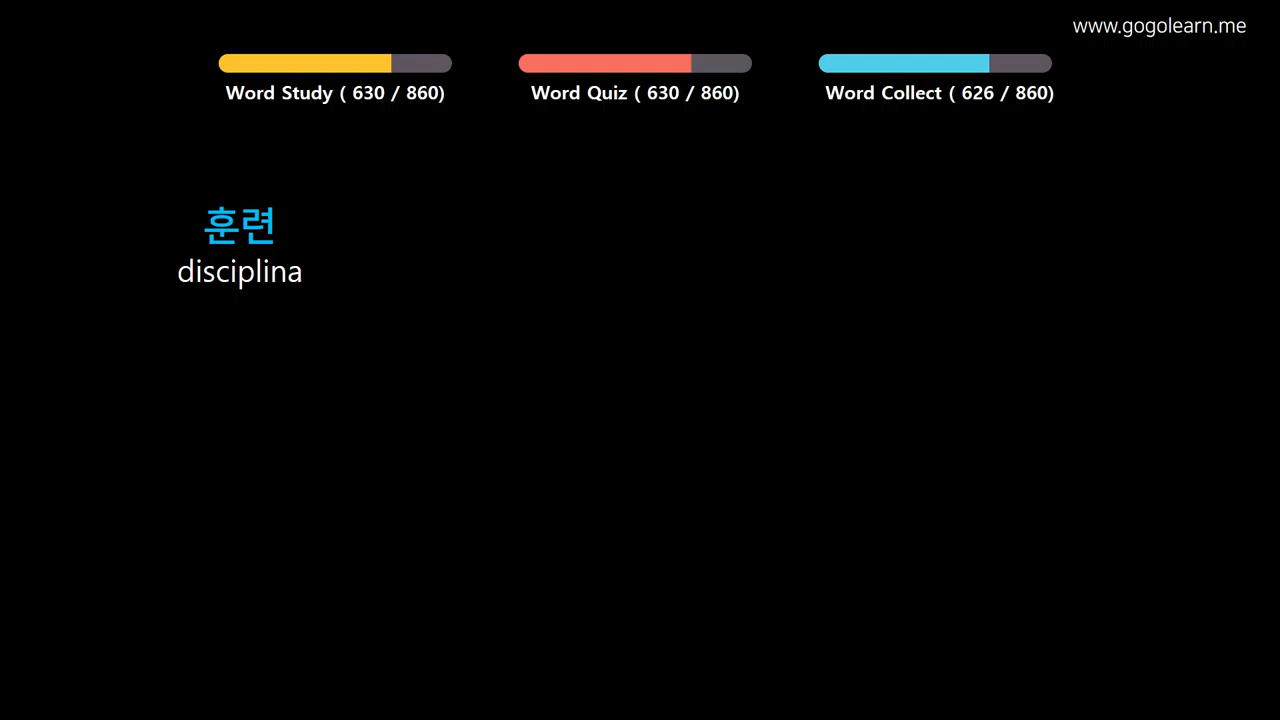 www.gogolearn.me
Word Study ( 630 / 860)
Word Quiz ( 630 / 860)
Word Collect ( 626 / 860)
훈련
disciplina